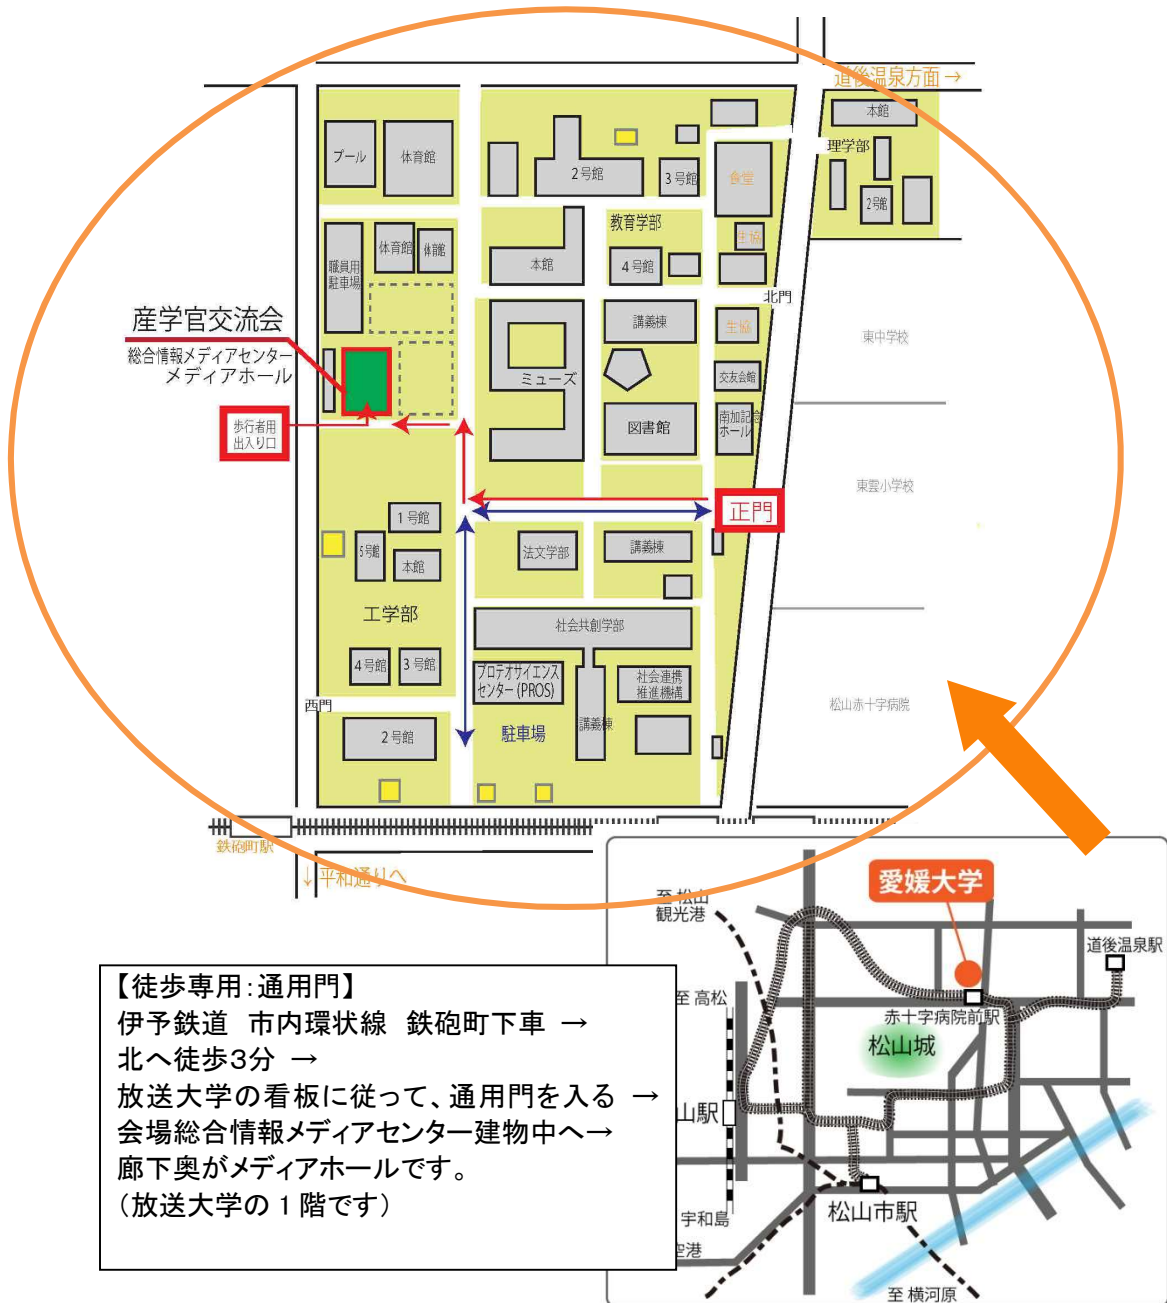 道後温泉方面→
本館
理学部
2号館
プール
体育館
2号館
3号館
食堂
教育学部
生協
職員用
駐車場
体育館
体育館
本館
4号館
北門
産学官交流会
総合情報メディアセンター
メディアホール
講義棟
生協
東中学校
ミューズ
交友会館
歩行者用
出入り口
図書館
南加記念
ホール
東雲小学校
正門
1号館
5号館
本館
法文学部
講義棟
工学部
社会共創学部
4号館
3号館
プロテオサイエンス
センター(PROS)
社会連携
推進機構
西門
松山赤十字病院
2号館
駐車場
講義棟
鉄砲町駅
↓平和通りへ
愛媛大学
至 松山
観光港
道後温泉駅
至 高松
赤十字病院前駅
松山城
山駅
松山市駅
宇和島
空港
至 横河原
【徒歩専用：通用門】
伊予鉄道 市内環状線 鉄砲町下車 →
北へ徒歩3分 →
放送大学の看板に従って、通用門を入る →
会場総合情報メディアセンター建物中へ→
廊下奥がメディアホールです。
（放送大学の１階です）